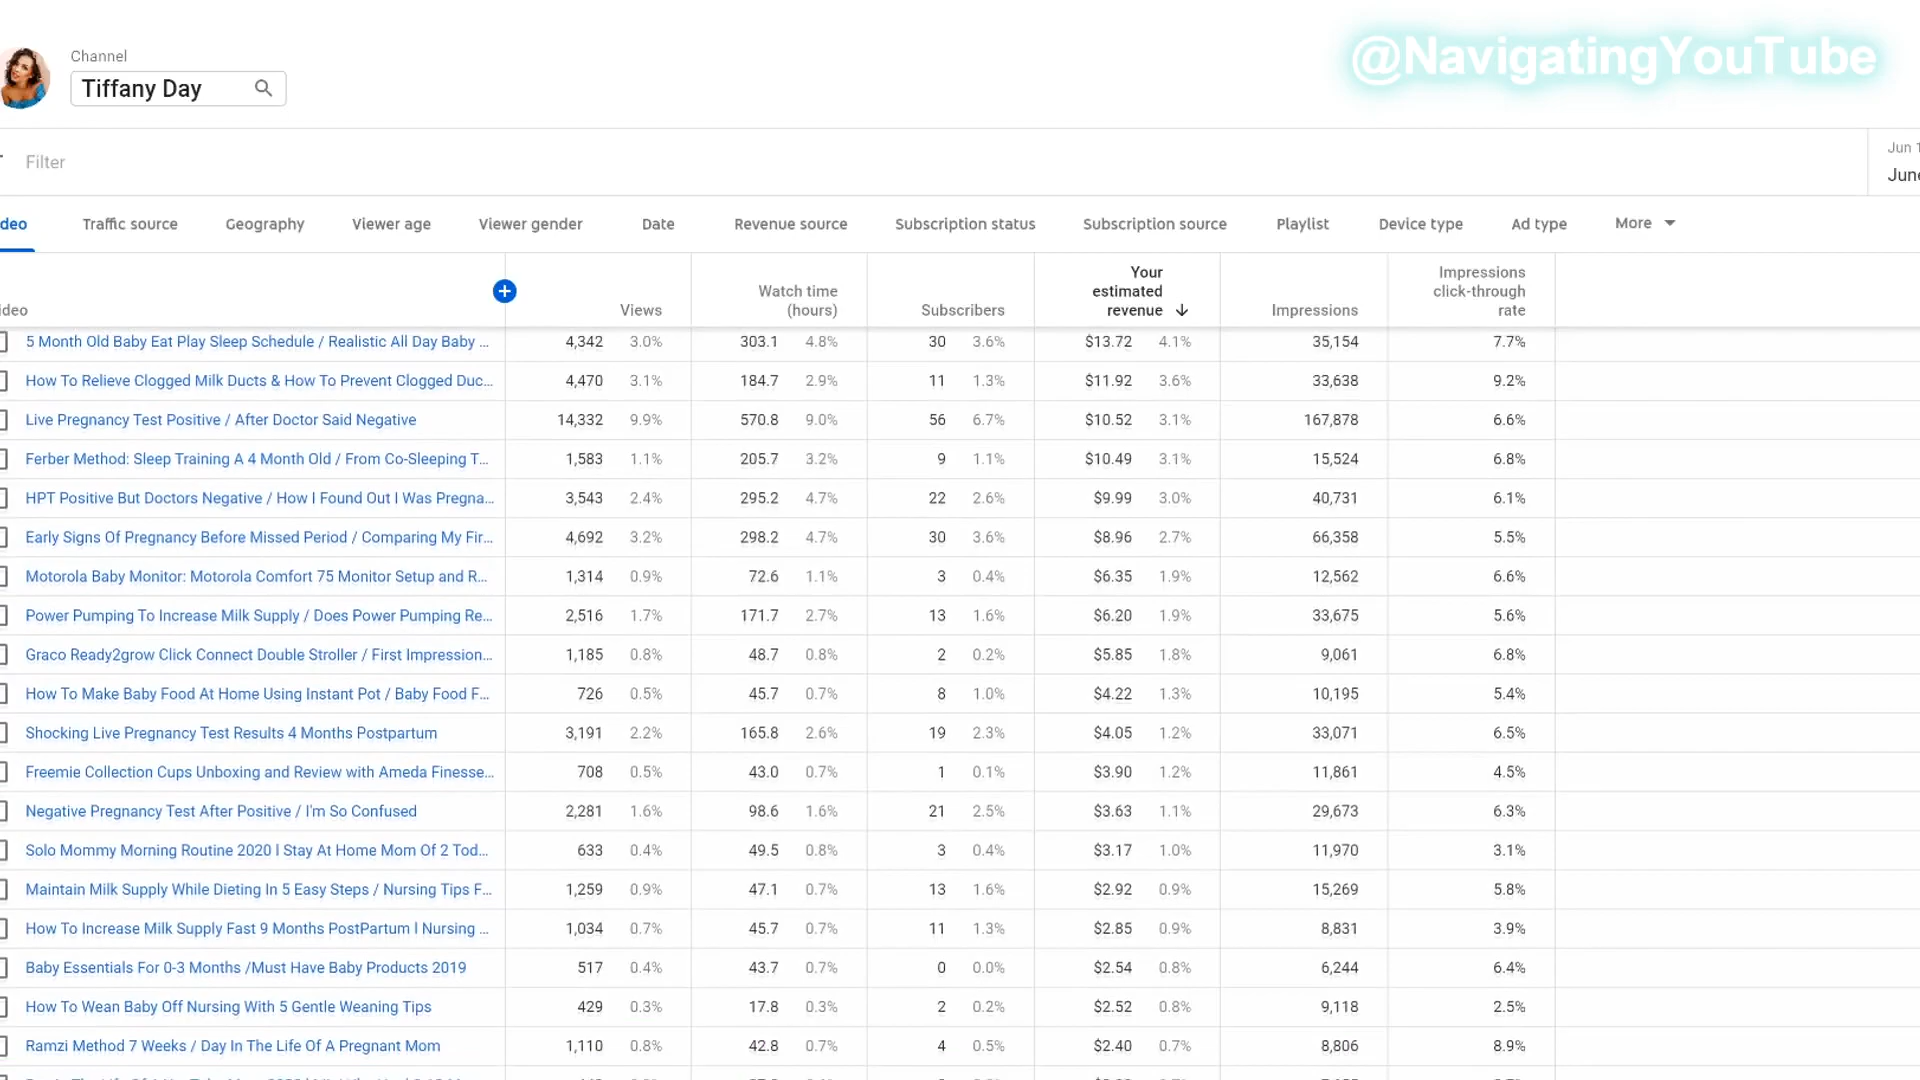 @NavigatingYouTube
Channel
Tiffany Day
Filter
Jun 1
June
deo Traffic source Geography Viewer age Viewer gender Date Revenue source Subscription status Subscription source Playlist Device type Ad type More
Your Impressions
Watch time estimated click-through
ideo Views (hours) Subscribers revenue Impressions rate
5 Month Old Baby Eat Play Sleep Schedule / Realistic All Day Baby ... 4,342 3.0% 303.1 4.8% 30 3.6% $13.72 4.1% 35,154 7.7%
How To Relieve Clogged Milk Ducts & How To Prevent Clogged Duc... 4,470 3.1% 184.7 2.9% 11 1.3% $11.92 3.6% 33,638 9.2%
Live Pregnancy Test Positive / After Doctor Said Negative 14,332 9.9% 570.8 9.0% 56 6.7% $10.52 3.1% 167,878 6.6%
Ferber Method: Sleep Training A 4 Month Old / From Co-Sleeping T... 1,583 1.1% 205.7 3.2% 9 1.1% $10.49 3.1% 15,524 6.8%
HPT Positive But Doctors Negative / How I Found Out I Was Pregna... 3,543 2.4% 295.2 4.7% 22 2.6% $9.99 3.0% 40,731 6.1%
Early Signs Of Pregnancy Before Missed Period / Comparing My Fir... 4,692 3.2% 298.2 4.7% 30 3.6% $8.96 2.7% 66,358 5.5%
Motorola Baby Monitor: Motorola Comfort 75 Monitor Setup and R... 1,314 0.9% 72.6 1.1% 3 0.4% $6.35 1.9% 12,562 6.6%
Power Pumping To Increase Milk Supply / Does Power Pumping Re... 2,516 1.7% 171.7 2.7% 13 1.6% $6.20 1.9% 33,675 5.6%
Graco Ready2grow Click Connect Double Stroller / First Impression... 1,185 0.8% 48.7 0.8% 2 0.2% $5.85 1.8% 9,061 6.8%
How To Make Baby Food At Home Using Instant Pot / Baby Food F... 726 0.5% 45.7 0.7% 8 1.0% $4.22 1.3% 10,195 5.4%
Shocking Live Pregnancy Test Results 4 Months Postpartum 3,191 2.2% 165.8 2.6% 19 2.3% $4.05 1.2% 33,071 6.5%
Freemie Collection Cups Unboxing and Review with Ameda Finesse... 708 0.5% 43.0 0.7% 1 0.1% $3.90 1.2% 11,861 4.5%
Negative Pregnancy Test After Positive / I'm So Confused 2,281 1.6% 98.6 1.6% 21 2.5% $3.63 1.1% 29,673 6.3%
Solo Mommy Morning Routine 2020 l Stay At Home Mom Of 2 Tod... 633 0.4% 49.5 0.8% 3 0.4% $3.17 1.0% 11,970 3.1%
Maintain Milk Supply While Dieting In 5 Easy Steps / Nursing Tips F... 1,259 0.9% 47.1 0.7% 13 1.6% $2.92 0.9% 15,269 5.8%
How To Increase Milk Supply Fast 9 Months PostPartum l Nursing ... 1,034 0.7% 45.7 0.7% 11 1.3% $2.85 0.9% 8,831 3.9%
Baby Essentials For 0-3 Months /Must Have Baby Products 2019 517 0.4% 43.7 0.7% 0 0.0% $2.54 0.8% 6,244 6.4%
How To Wean Baby Off Nursing With 5 Gentle Weaning Tips 429 0.3% 17.8 0.3% 2 0.2% $2.52 0.8% 9,118 2.5%
Ramzi Method 7 Weeks / Day In The Life Of A Pregnant Mom 1,110 0.8% 42.8 0.7% 4 0.5% $2.40 0.7% 8,806 8.9%